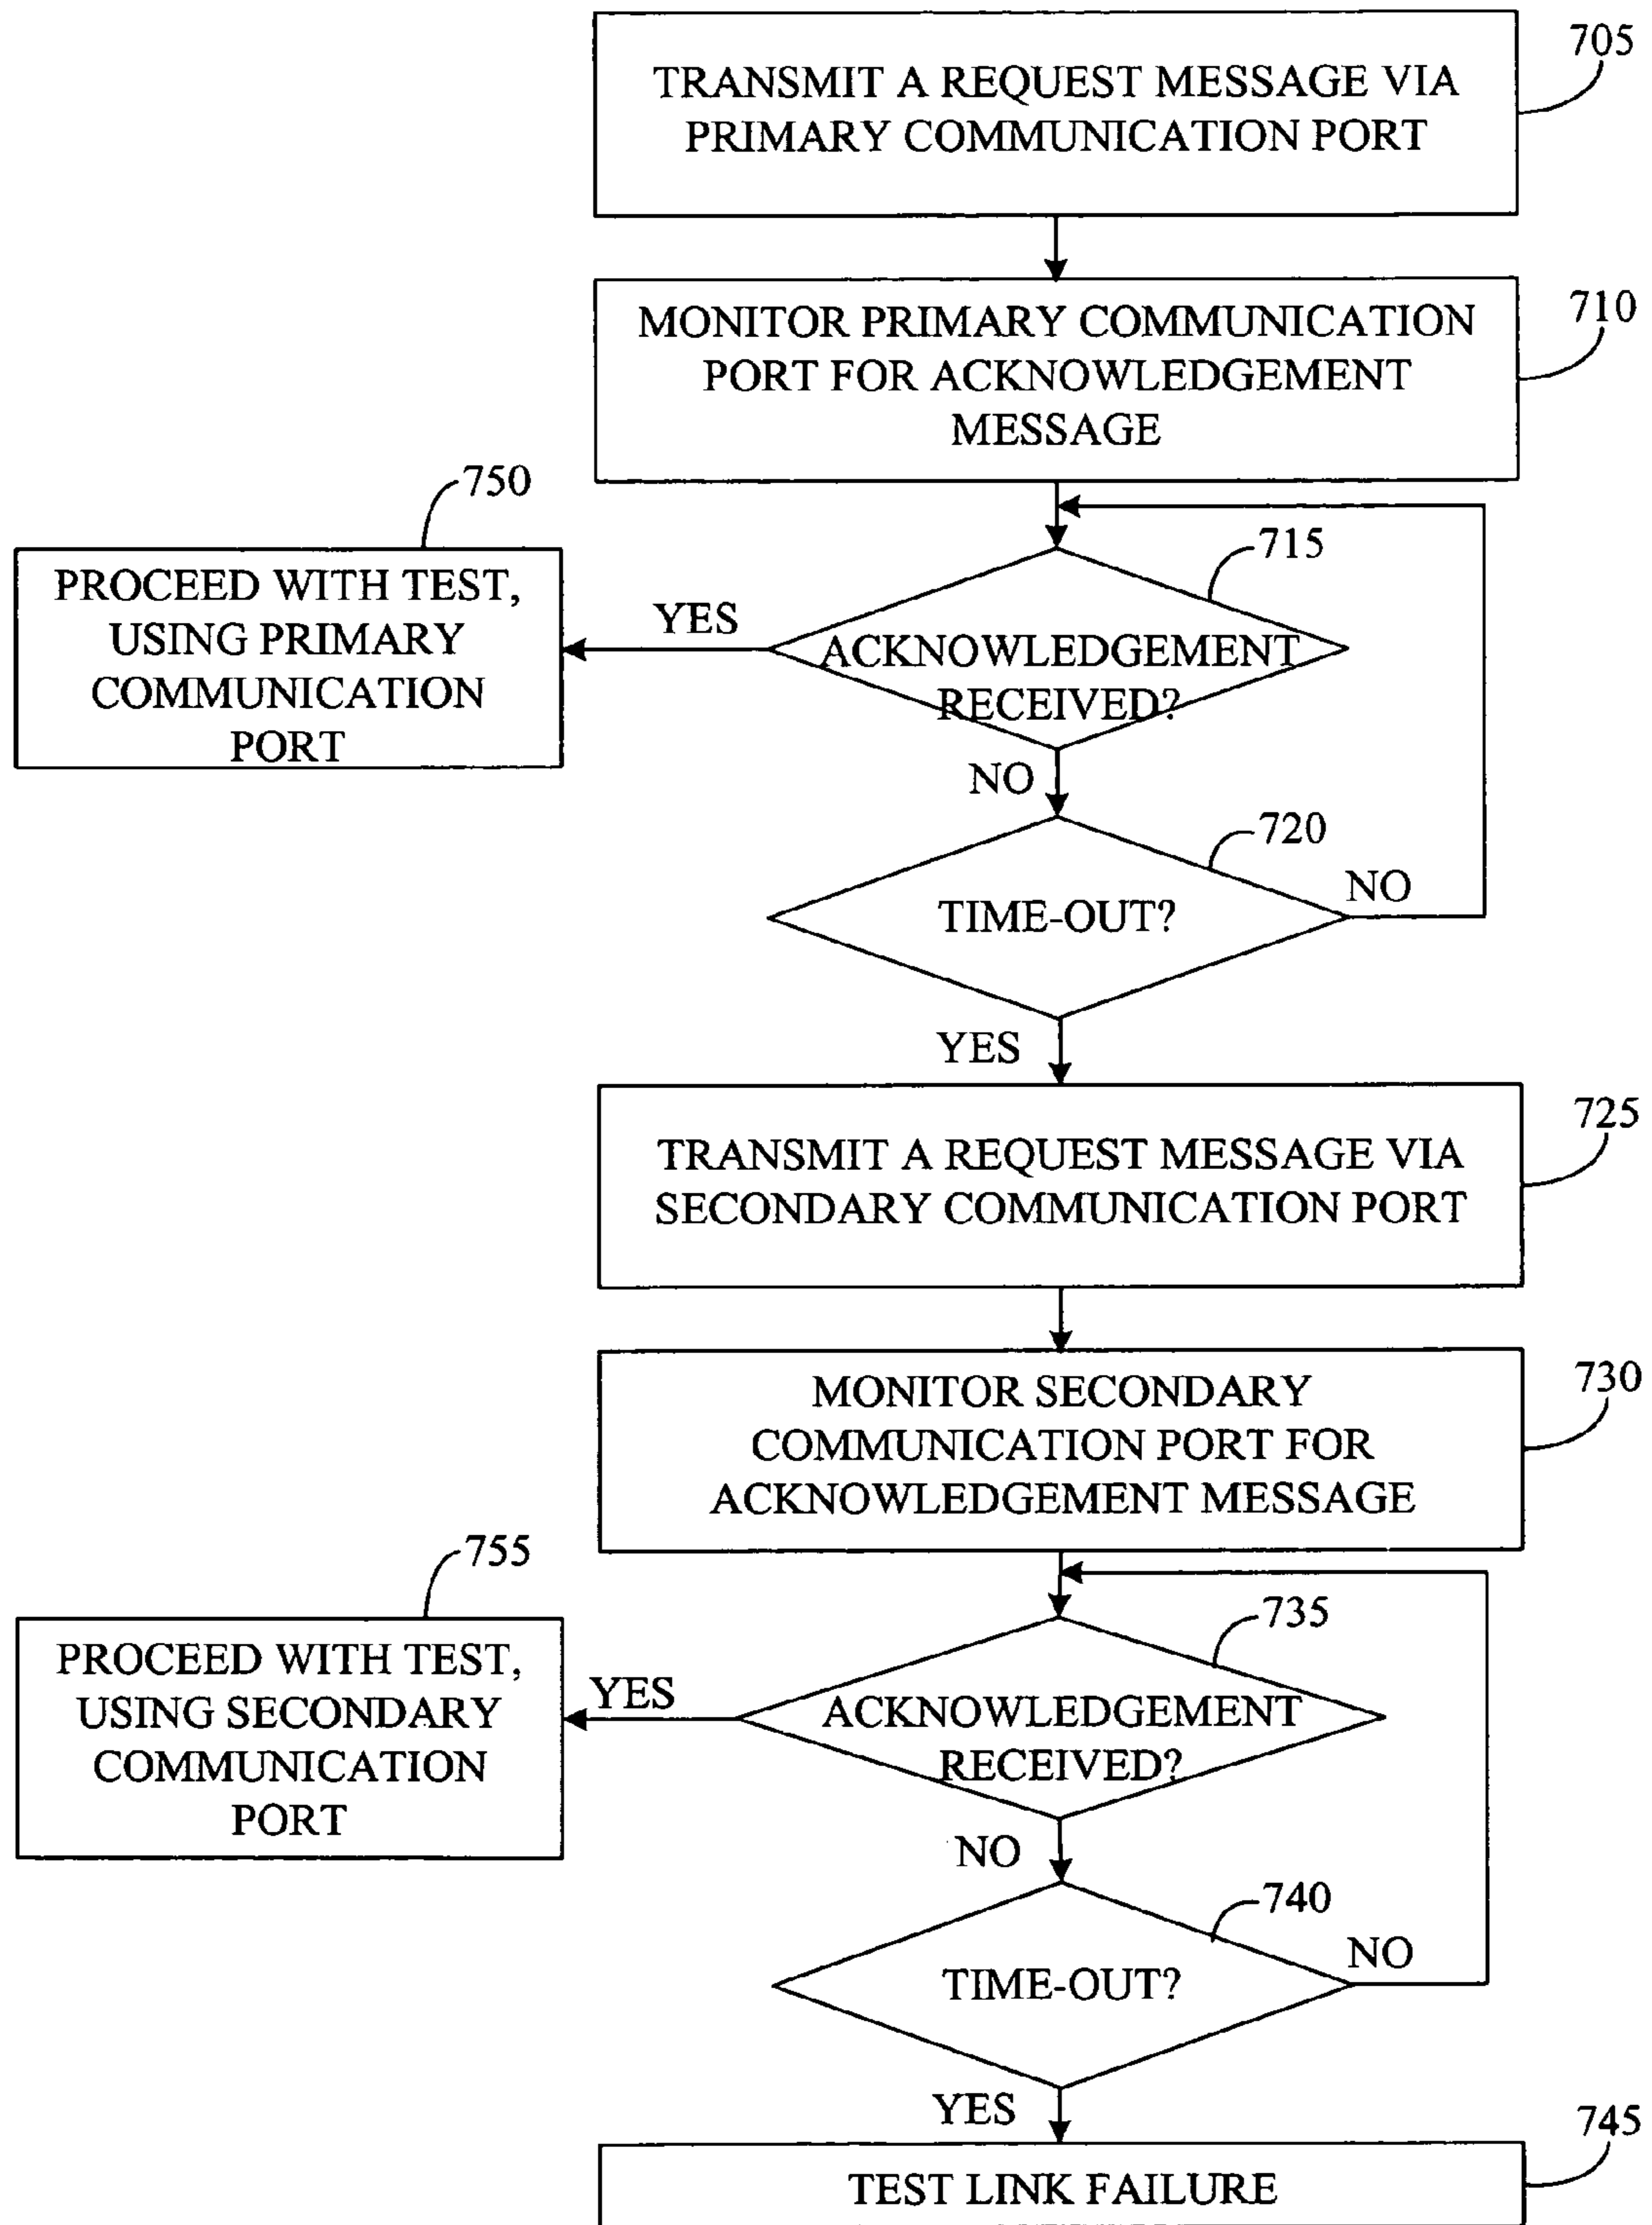 705
TRANSMIT A REQUEST MESSAGE VIA
PRIMARY COMMUNICATION PORT
710
MONITOR PRIMARY COMMUNICATION
PORT FOR ACKNOWLEDGEMENT
MESSAGE
750
PROCEED WITH TEST,
USING PRIMARY
COMMUNICATION
PORT
YES
715
ACKNOWLEDGEMENT
RECEIVED?
NO
720
TIME-OUT?
NO
YES
725
TRANSMIT A REQUEST MESSAGE VIA
SECONDARY COMMUNICATION PORT
730
MONITOR SECONDARY
COMMUNICATION PORT FOR
ACKNOWLEDGEMENT MESSAGE
755
PROCEED WITH TEST,
USING SECONDARY
COMMUNICATION
PORT
YES
735
ACKNOWLEDGEMENT
RECEIVED?
NO
740
TIME-OUT?
NO
YES
745
TEST LINK FAILURE